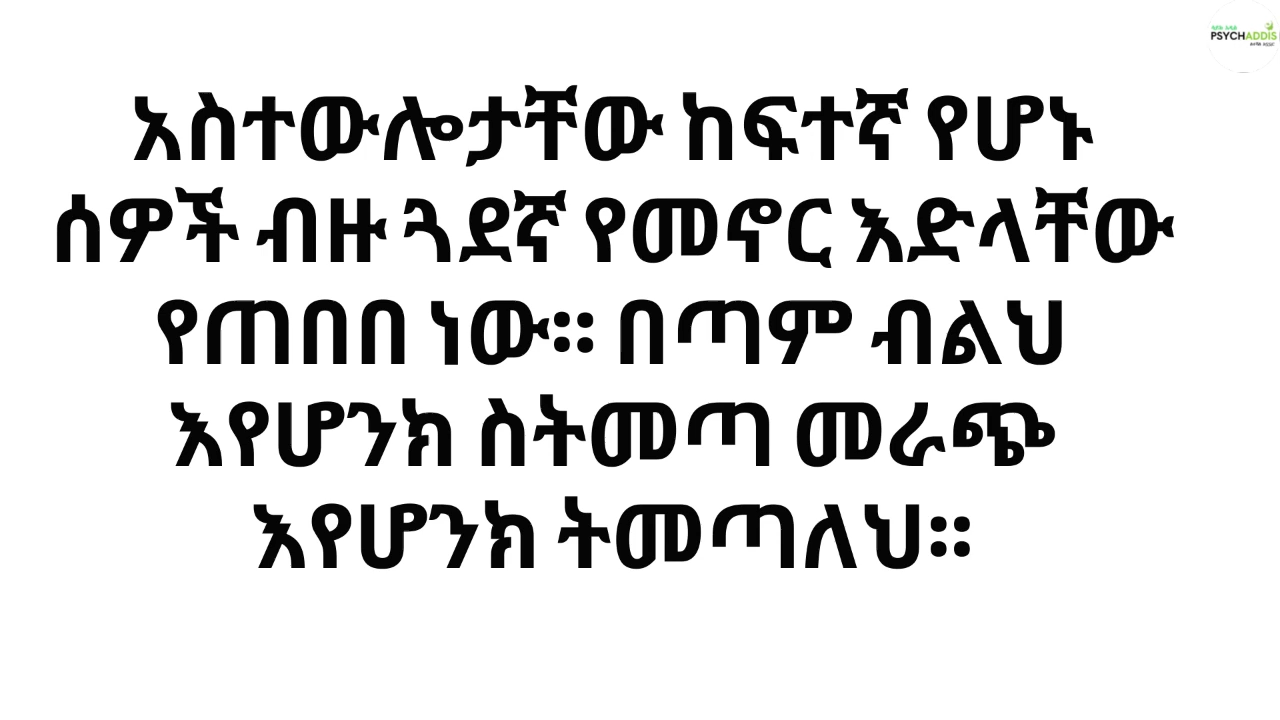 PSYCHADDIS
አስተውሎታቸው ከፍተኛ የሆኑ
ሰዎች ብዙ ጓደኛ የመኖር እድላቸው
የጠበበ ነው። በጣም ብልህ
እየሆንክ ስትመጣ መራጭ
እየሆንክ ትመጣለህ።